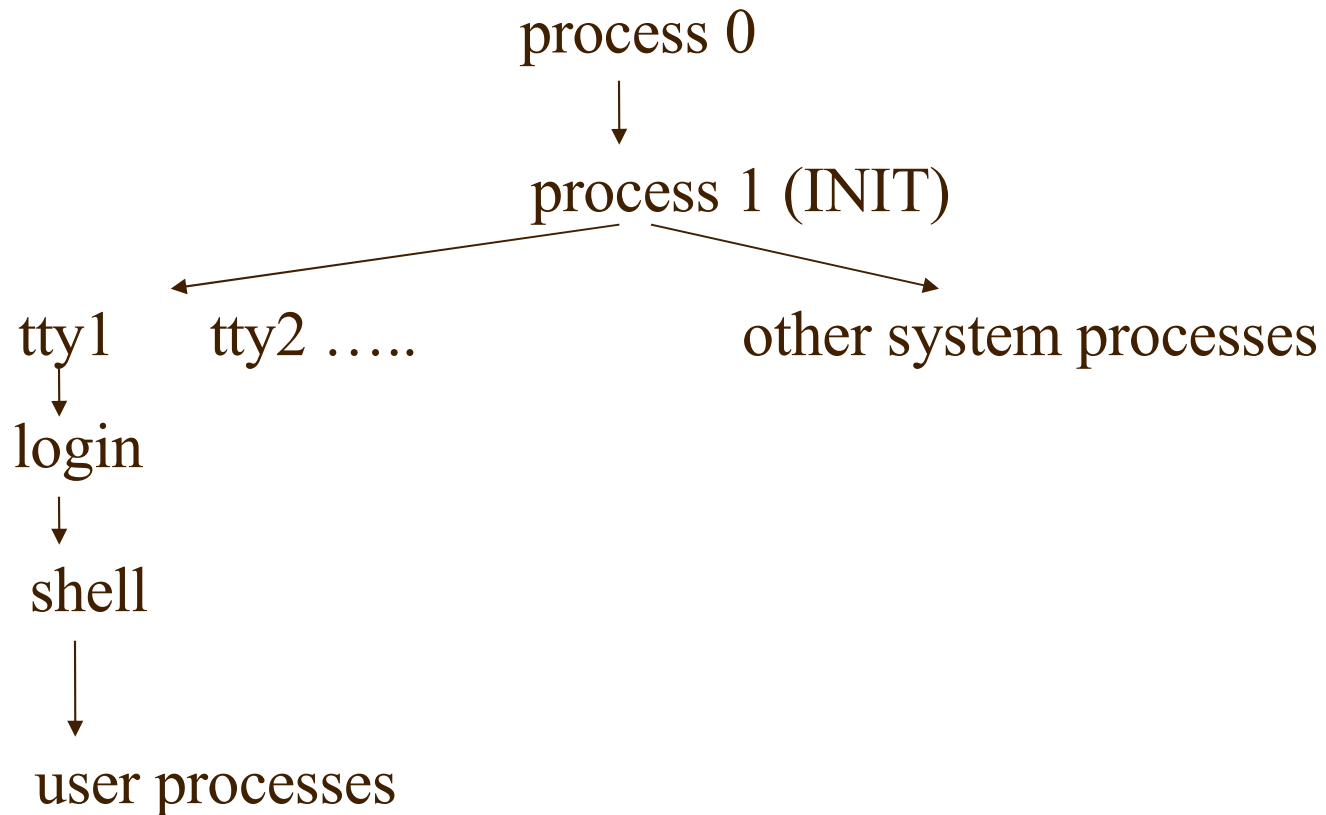 process 0
process 1 (INIT)
tty1 tty2 ….. other system processes
login
shell
user processes